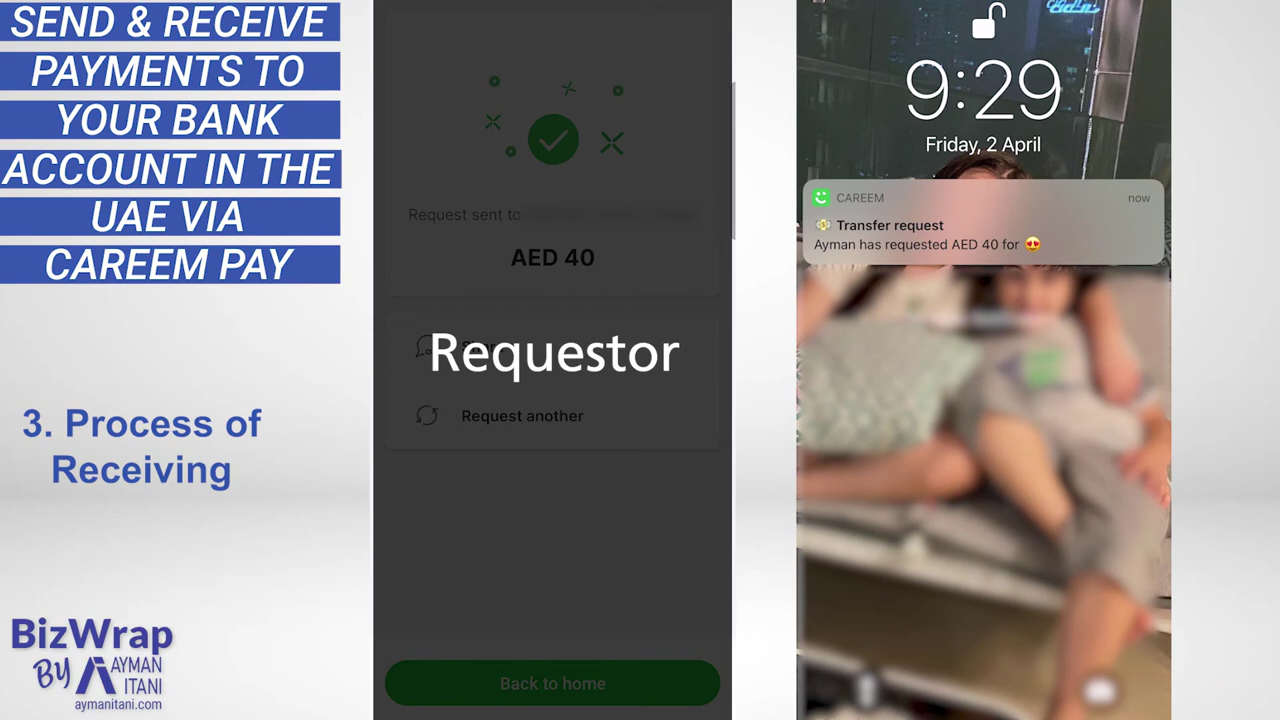 SEND & RECEIVE
PAYMENTS TO
YOUR BANK
ACCOUNT IN THE
UAE VIA
CAREEM PAY
3. Process of
Receiving
BizWrap
BY AYMAN
ITANI
aymanitani.com
Request sent to
AED 40
Requestor
Request another
Back to home
9:29
Friday, 2 April
CAREEM
now
Transfer request
Ayman has requested AED 40 for 😍